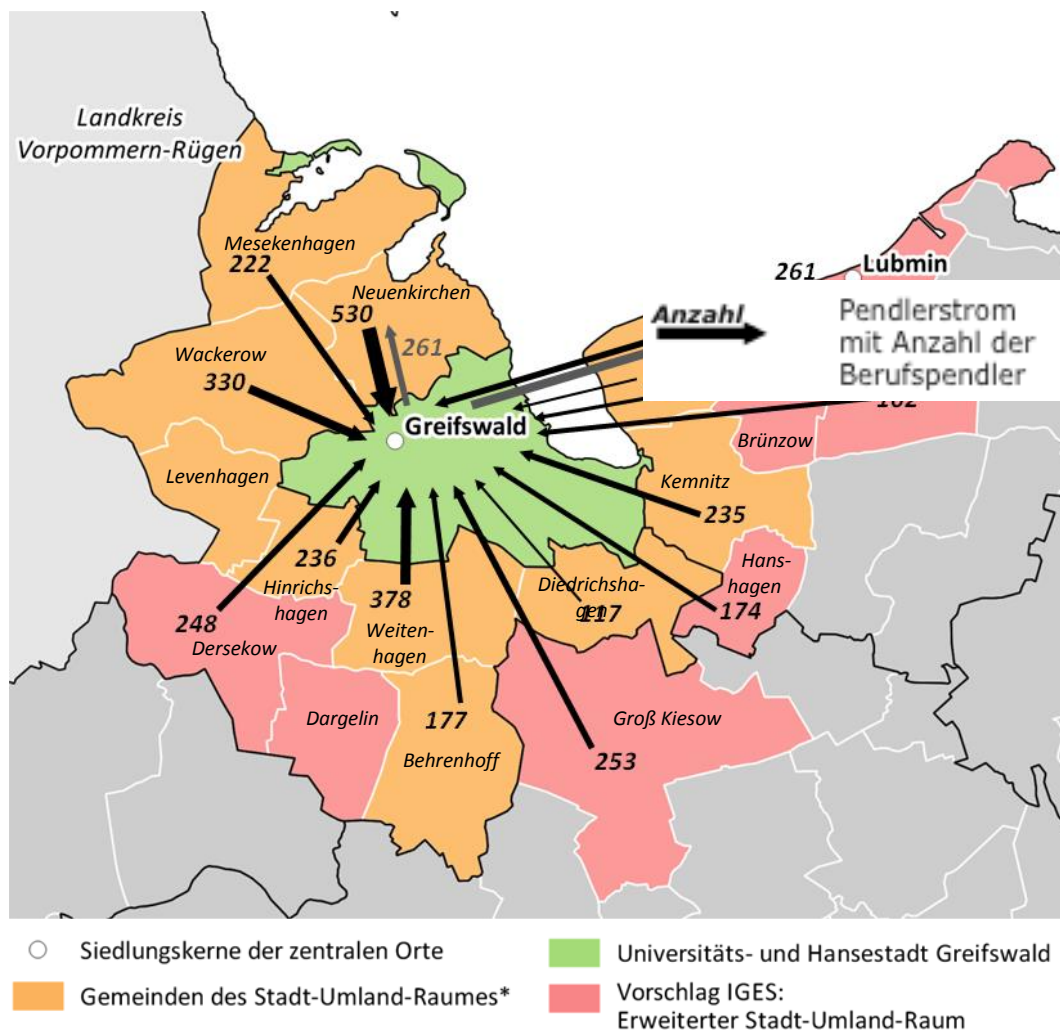 Landkreis
Vorpommern-Rügen
Mesekenhagen
222
Neuenkirchen
530
261
Wackerow
330
Greifswald
261
Lubmin
Anzahl
Pendlerstrom
mit Anzahl der
Berufspendler
Brünzow
Levenhagen
Kemnitz
235
236
Hinrichs-
hagen
378
Weiten-
hagen
Diedrichsha-
gen
117
Hans-
hagen
174
248
Dersekow
Dargelin
177
Behrenhoff
Groß Kiesow
253
Siedlungskerne der zentralen Orte
Gemeinden des Stadt-Umland-Raumes*
Universitäts- und Hansestadt Greifswald
Vorschlag IGES:
Erweiterter Stadt-Umland-Raum